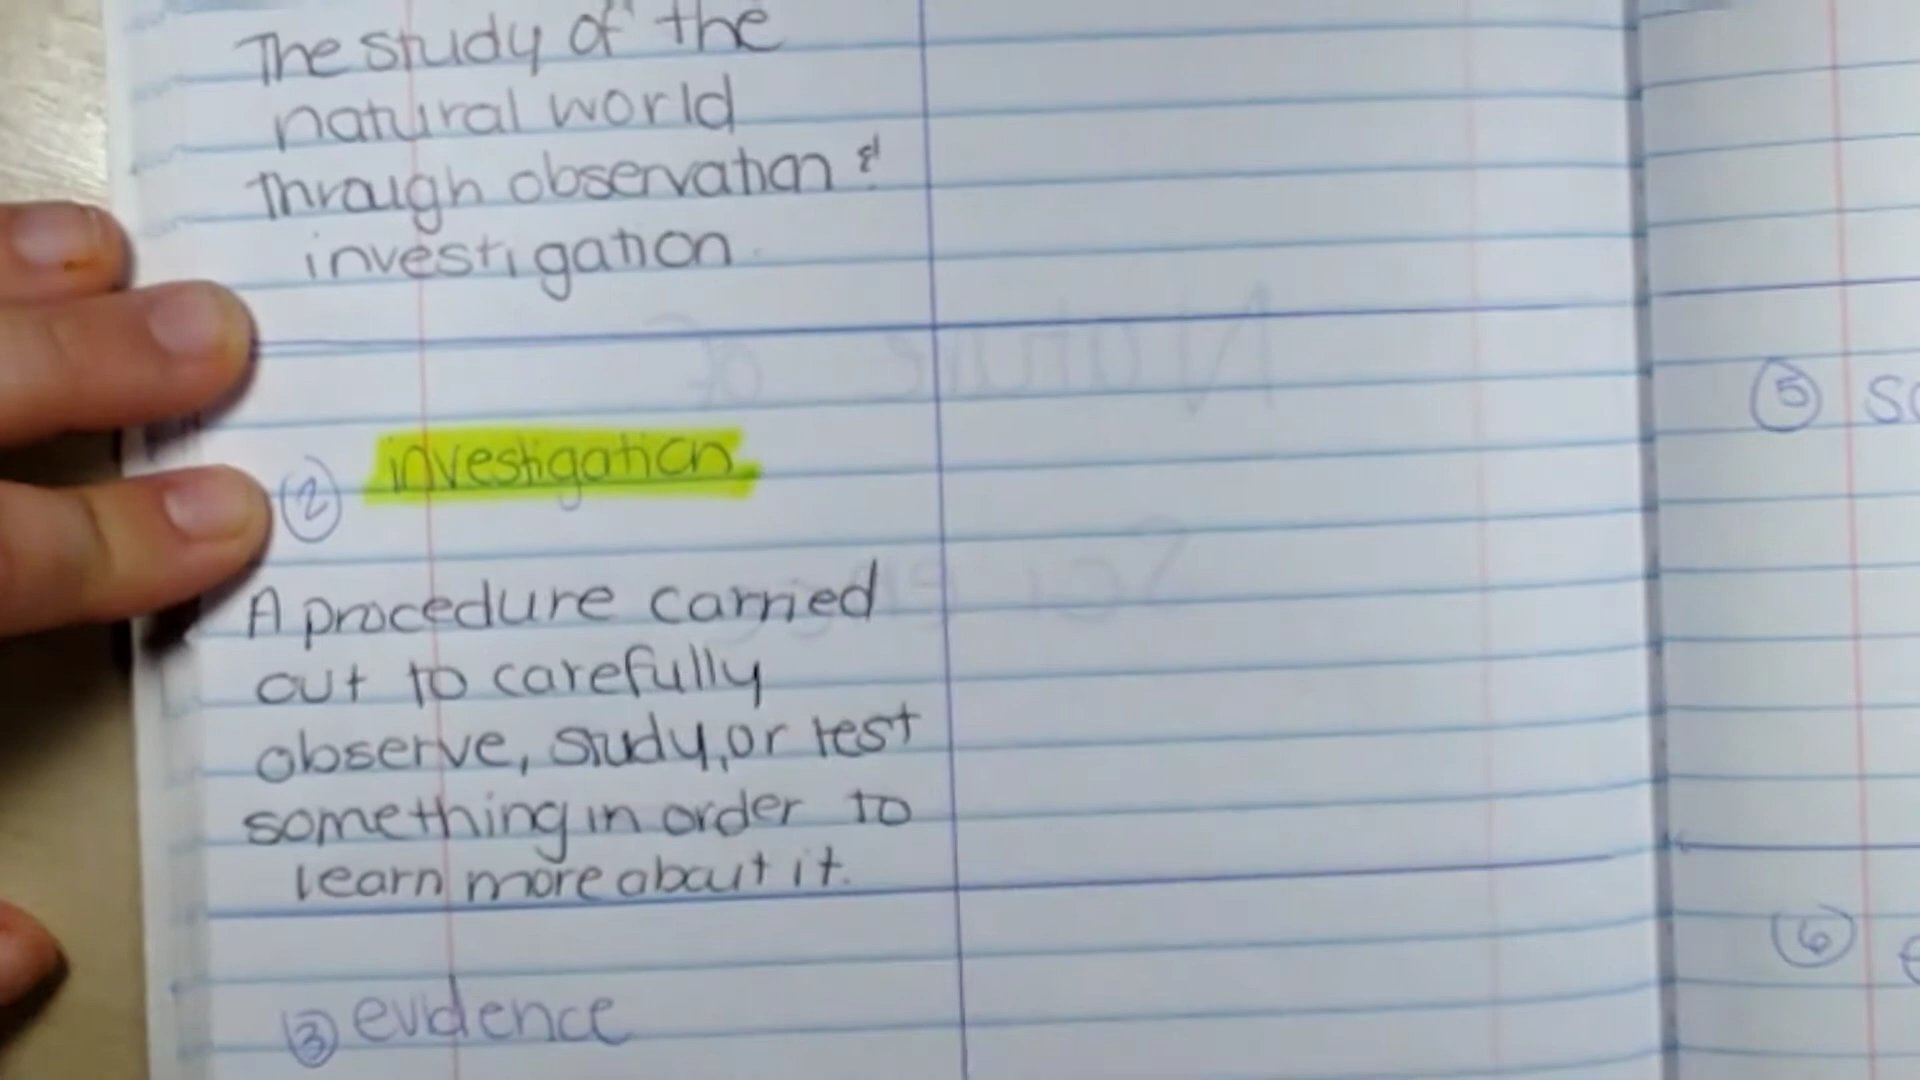 The study of the
natural world
through observation &
investigation
② investigation
A procedure carried
out to carefully
observe, study, or test
something in order to
learn more about it.
③ evidence
⑤
⑥